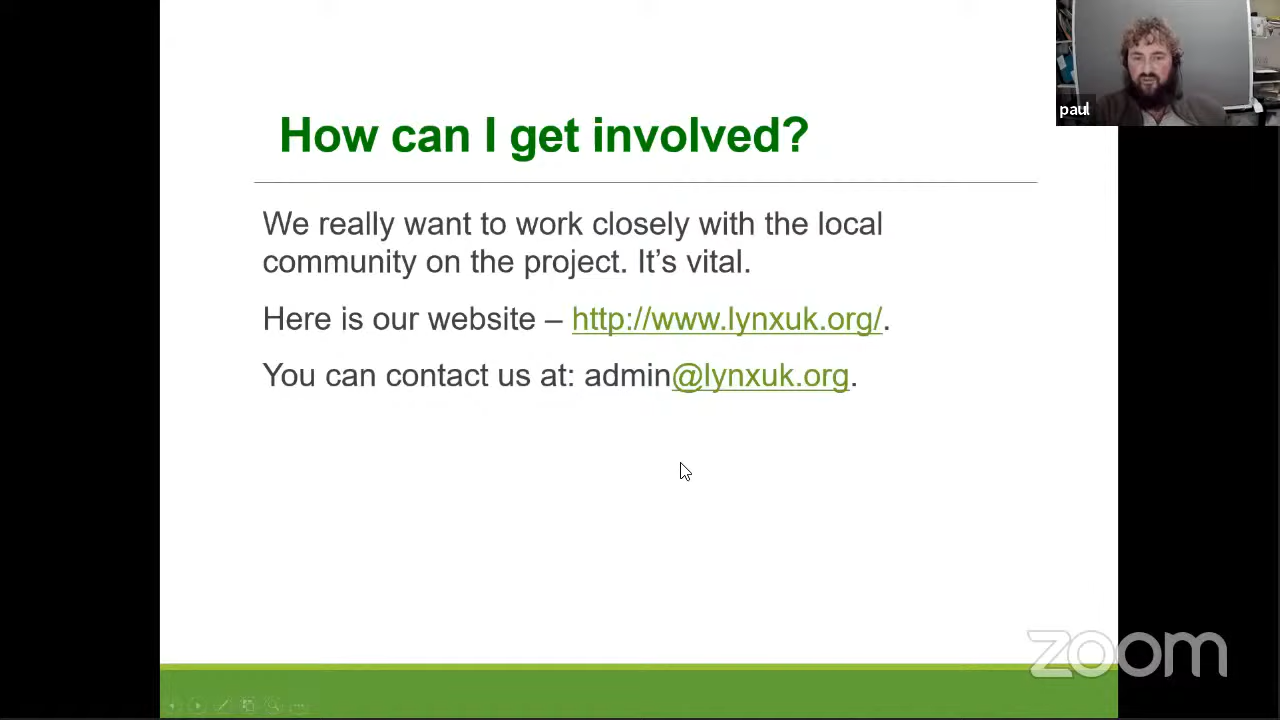 paul
How can I get involved?
We really want to work closely with the local
community on the project. It’s vital.
Here is our website – http://www.lynxuk.org/.
You can contact us at: admin@lynxuk.org.
zoom